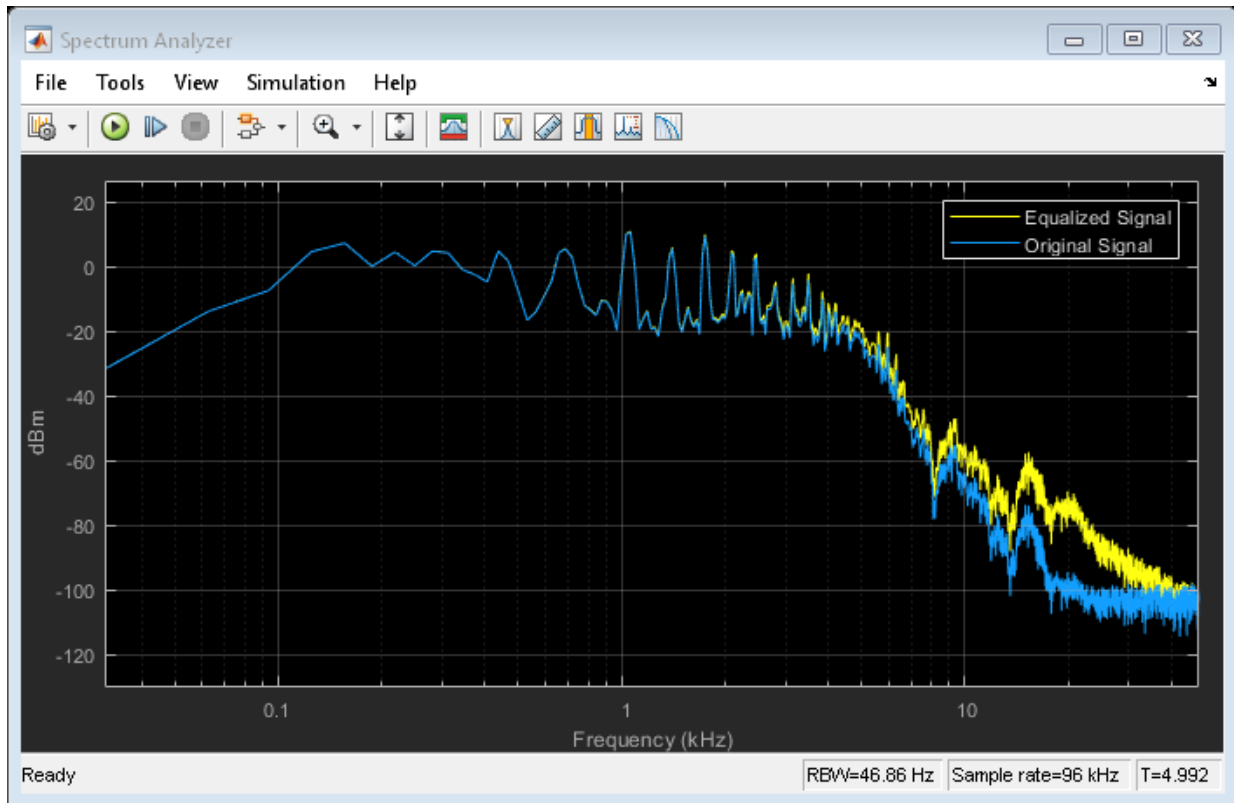 Spectrum Analyzer
File Tools View Simulation Help
20
0
-20
-40
-60
-80
-100
-120
dBm
Equalized Signal
Original Signal
0.1 1 10
Frequency (kHz)
Ready RBW=46.86 Hz Sample rate=96 kHz T=4.992